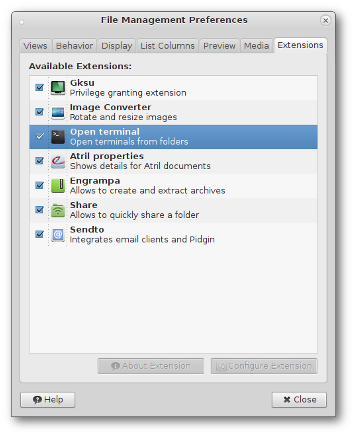 File Management Preferences
Views Behavior Display List Columns Preview Media Extensions
Available Extensions:
Gksu
Privilege granting extension
Image Converter
Rotate and resize images
Open terminal
Open terminals from folders
Atril properties
Shows details for Atril documents
Engrampa
Allows to create and extract archives
Share
Allows to quickly share a folder
Sendto
Integrates email clients and Pidgin
About Extension Configure Extension
Help Close